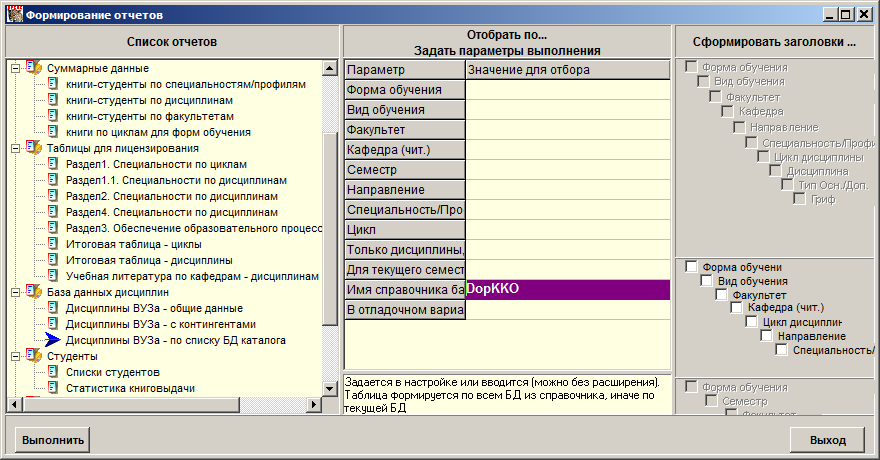 Формирование отчетов
Список отчетов
Суммарные данные
книги-студенты по специальностям/профилям
книги-студенты по дисциплинам
книги-студенты по факультетам
книги по циклам для форм обучения
Таблицы для лицензирования
Раздел1. Специальности по циклам
Раздел1.1. Специальности по дисциплинам
Раздел2. Специальности по дисциплинам
Раздел4. Специальности по дисциплинам
Раздел3. Обеспечение образовательного процесс
Итоговая таблица - циклы
Итоговая таблица - дисциплины
Учебная литература по кафедрам - дисциплинам
База данных дисциплин
Дисциплины ВУЗа - общие данные
Дисциплины ВУЗа - с контингентами
Дисциплины ВУЗа - по списку БД каталога
Студенты
Списки студентов
Статистика книговыдачи
Отобрать по...
Задать параметры выполнения
Параметр Значение для отбора
Форма обучения
Вид обучения
Факультет
Кафедра (чит.)
Семестр
Направление
Специальность/Про
Цикл
Только дисциплины,
Для текущего семест
Имя справочника ба DopKKO
В отладочном вариа
Задается в настройке или вводится (можно без расширения).
Таблица формируется по всем БД из справочника, иначе по
текущей БД
Сформировать заголовки ...
Форма обучения
Вид обучения
Факультет
Кафедра
Направление
Специальность/Профи
Цикл дисциплины
Дисциплина
Тип Осн./Доп.
Гриф
Форма обучени
Вид обучения
Факультет
Кафедра (чит.)
Цикл дисциплин
Направление
Специальность/
Форма обучения
Семестр
Факультет
Выполнить
Выход